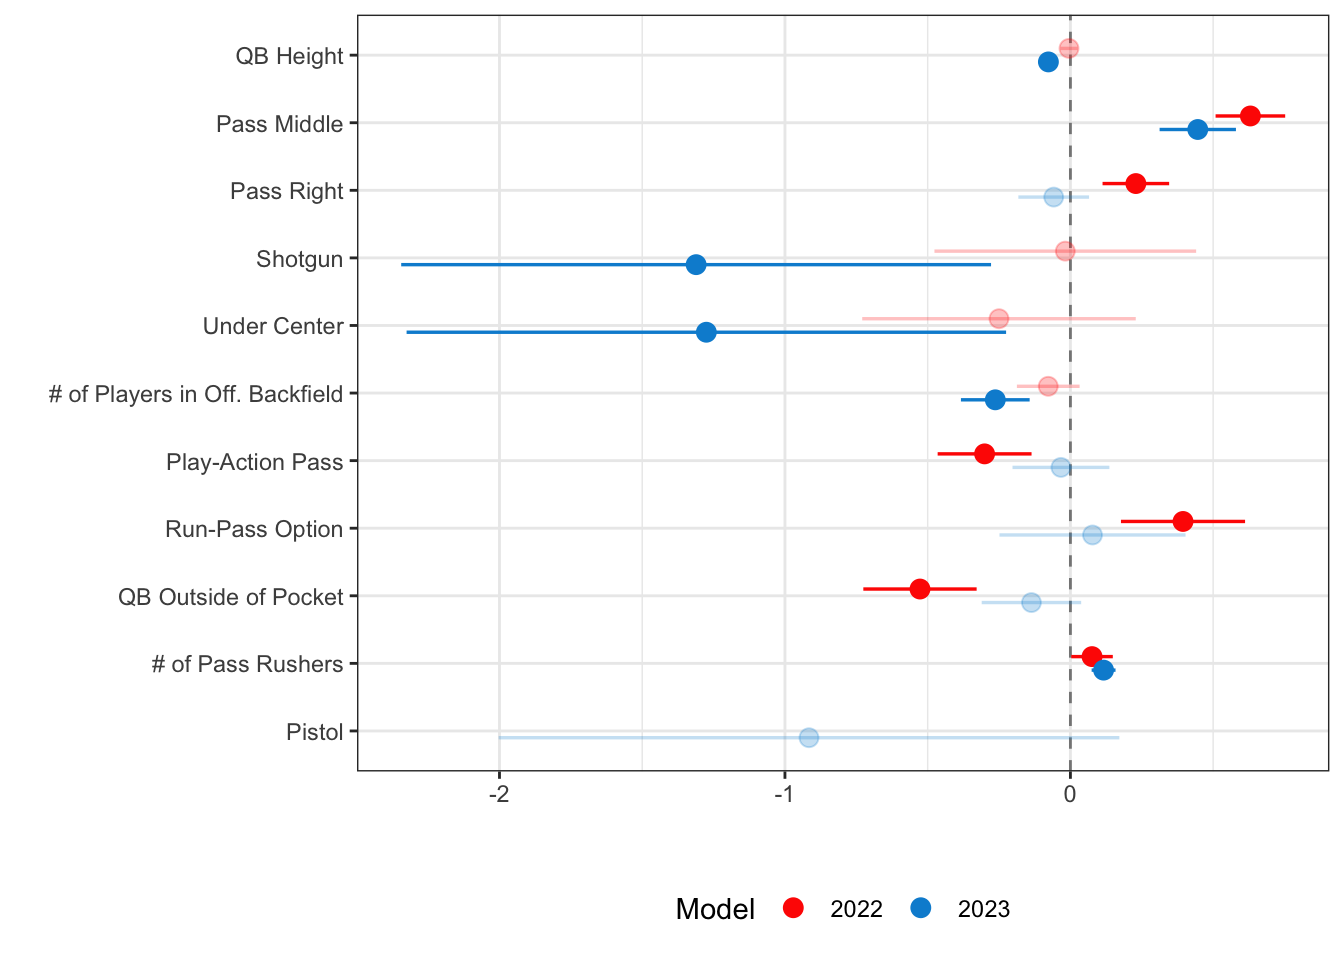 QB Height
Pass Middle
Pass Right
Shotgun
Under Center
# of Players in Off. Backfield
Play-Action Pass
Run-Pass Option
QB Outside of Pocket
# of Pass Rushers
Pistol
-2 -1 0
Model 2022 2023